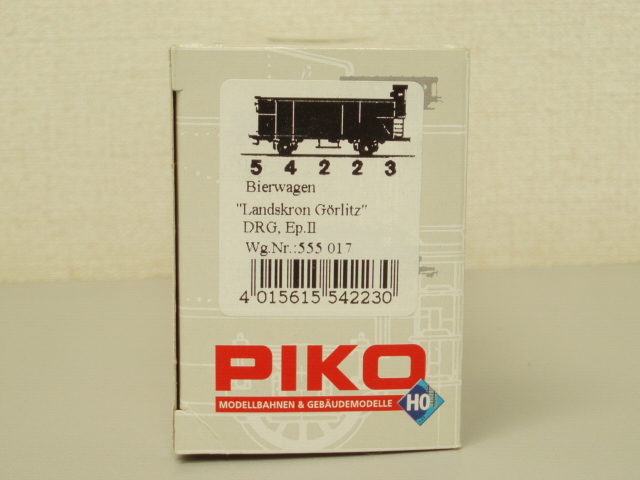 5 4 2 2 3
Bierwagen
"Landskron Görlitz"
DRG, Ep.II
Wg.Nr.:555 017
4 015615 542230
PIKO
MODELLBAHNEN & GEBÄUDEMODELLE
HO